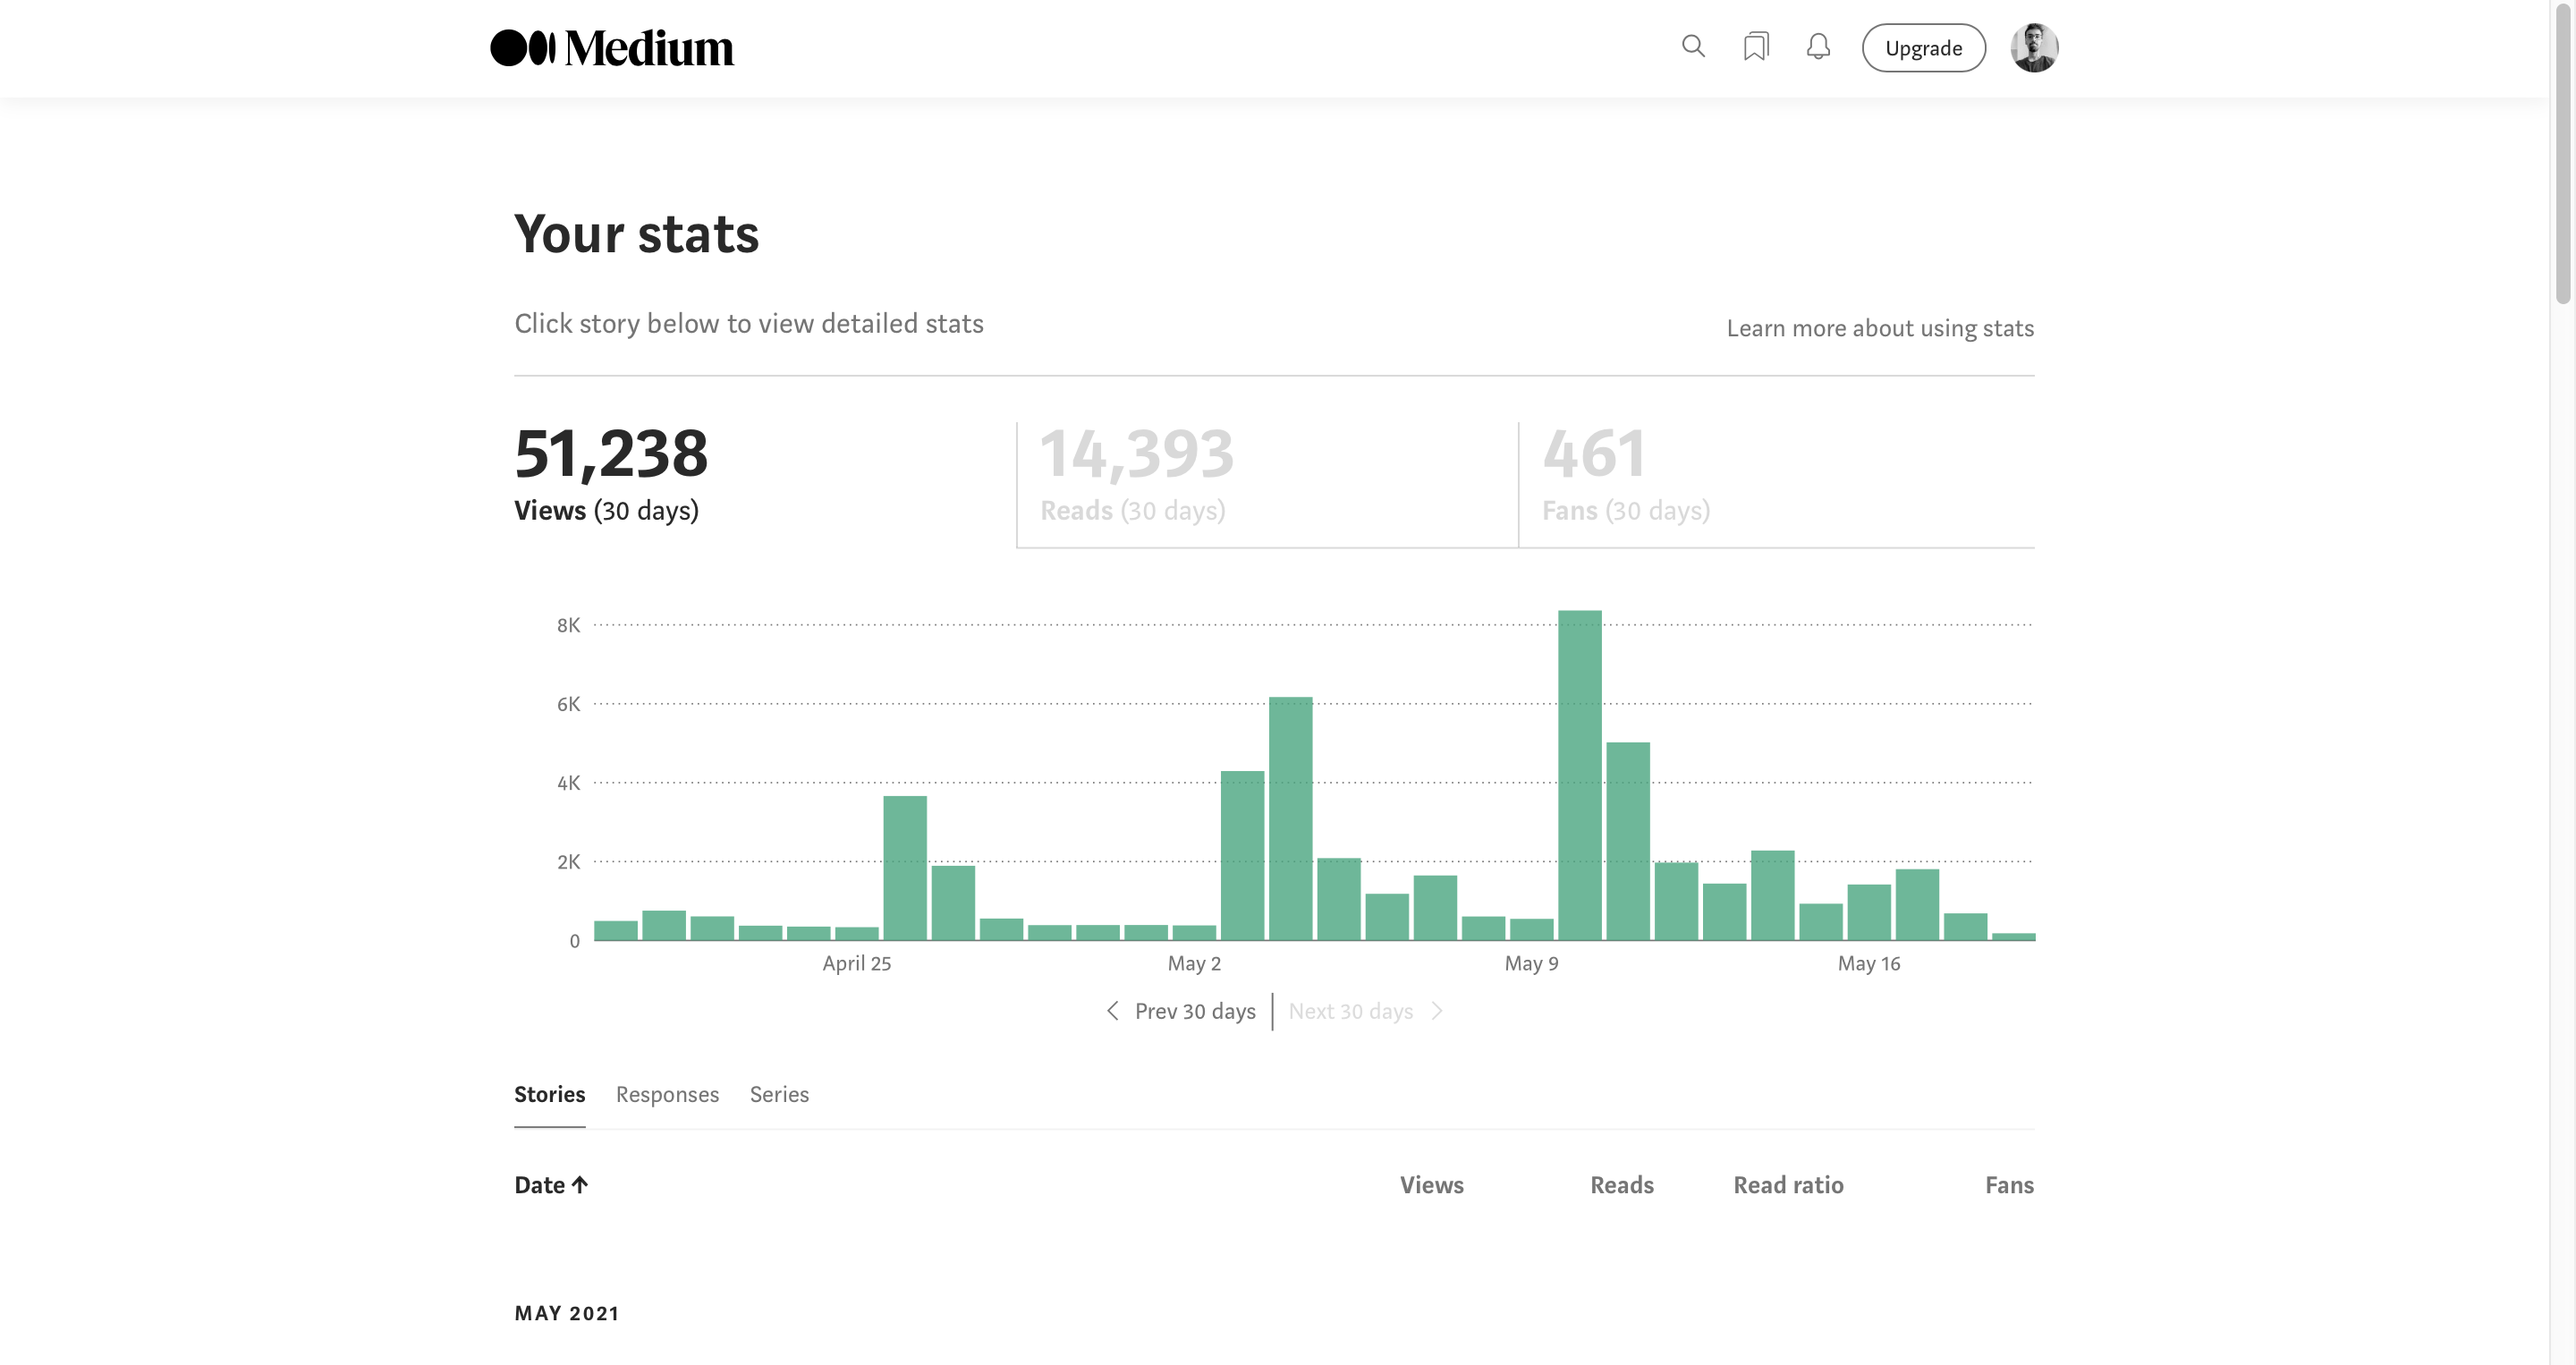 Medium
Upgrade
Your stats
Click story below to view detailed stats
Learn more about using stats
51,238
Views (30 days)
14,393
Reads (30 days)
461
Fans (30 days)
8K
6K
4K
2K
0
April 25 May 2 May 9 May 16
Prev 30 days Next 30 days
Stories Responses Series
Date ↑ Views Reads Read ratio Fans
MAY 2021